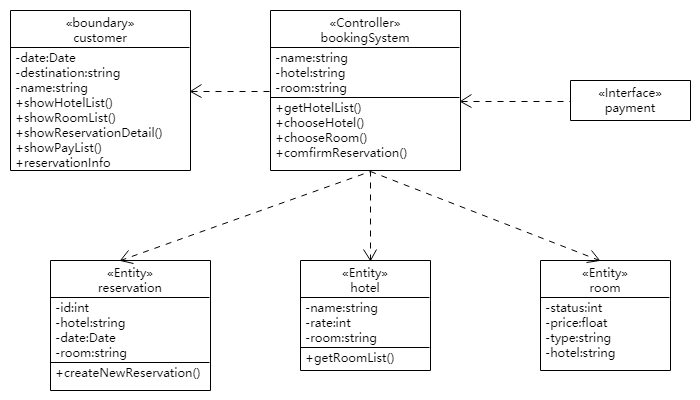 «boundary»
customer
-date:Date
-destination:string
-name:string
+showHotelList()
+showRoomList()
+showReservationDetail()
+showPayList()
+reservationInfo
«Controller»
bookingSystem
-name:string
-hotel:string
-room:string
+getHotelList()
+chooseHotel()
+chooseRoom()
+comfirmReservation()
«Interface»
payment
«Entity»
reservation
-id:int
-hotel:string
-date:Date
-room:string
+createNewReservation()
«Entity»
hotel
-name:string
-rate:int
-room:string
+getRoomList()
«Entity»
room
-status:int
-price:float
-type:string
-hotel:string